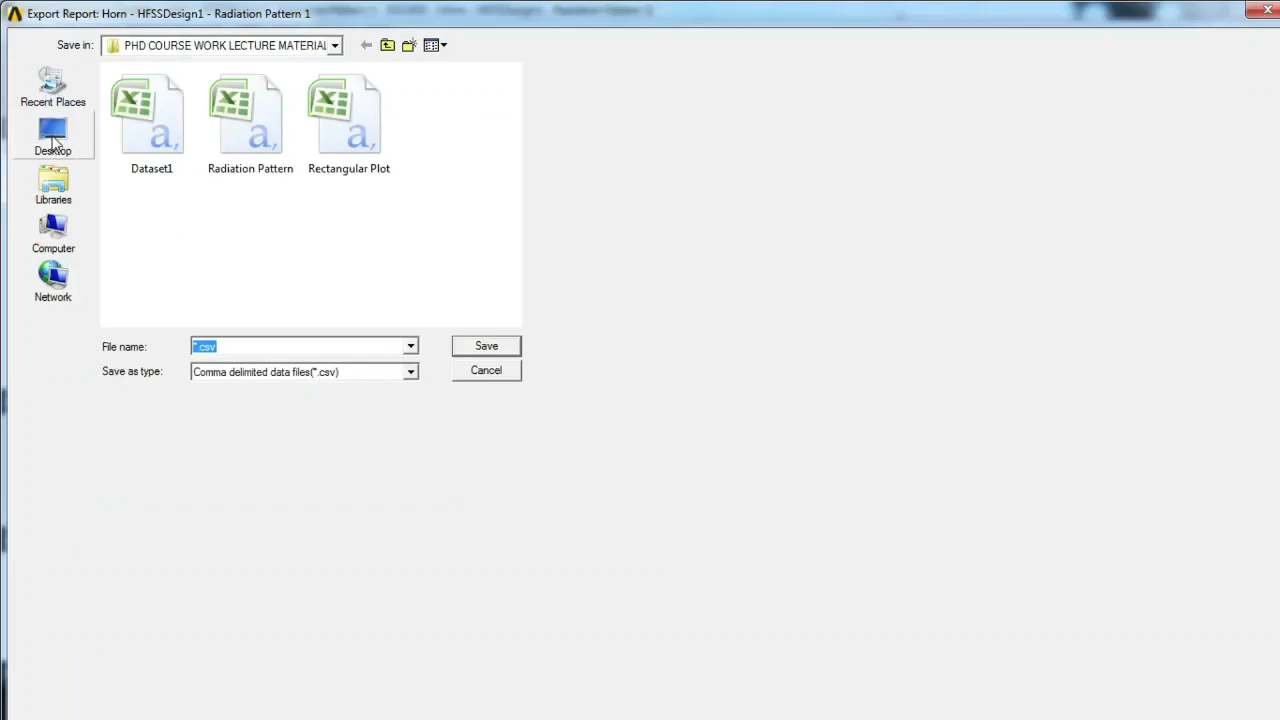 Export Report: Horn - HFSSDesign1 - Radiation Pattern 1
Save in:
PHD COURSE WORK LECTURE MATERIAL
Recent Places
Desktop
Libraries
Computer
Network
Dataset1
Radiation Pattern
Rectangular Plot
File name:
*.csv
Save
Save as type:
Comma delimited data files(*.csv)
Cancel